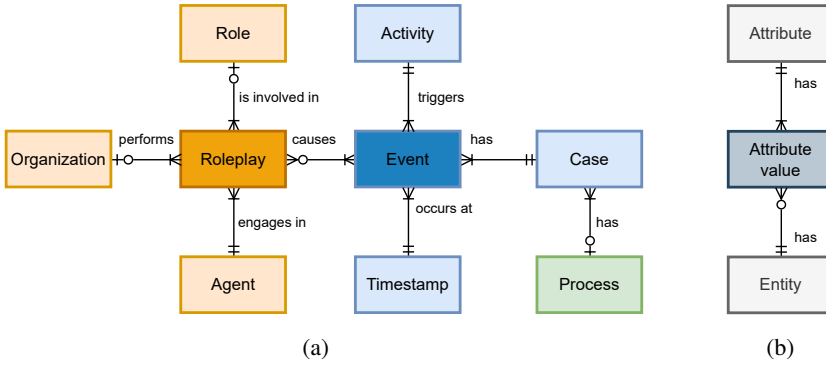 Role
Activity
Attribute
is involved in
triggers
has
performs
causes
has
Organization
Roleplay
Event
Case
Attribute
value
engages in
occurs at
has
has
Agent
Timestamp
Process
Entity
(a)
(b)